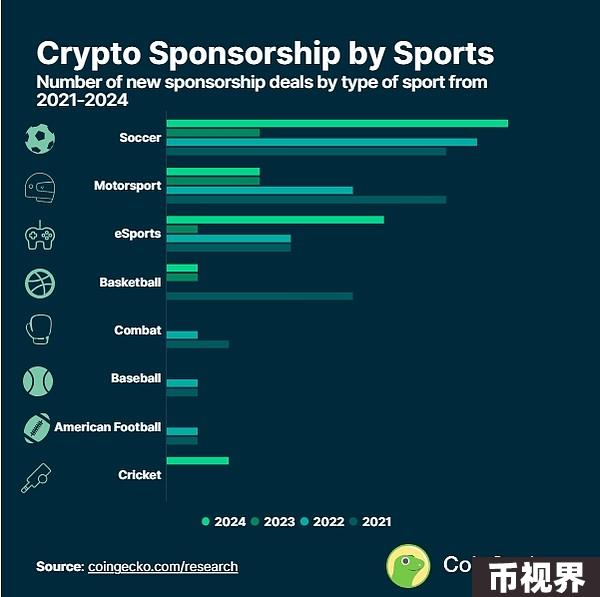 Crypto Sponsorship by Sports
Number of new sponsorship deals by type of sport from
2021-2024
Soccer
Motorsport
eSports
Basketball
Combat
Baseball
American Football
Cricket
2024 2023 2022 2021
Source: coingecko.com/research
币视界